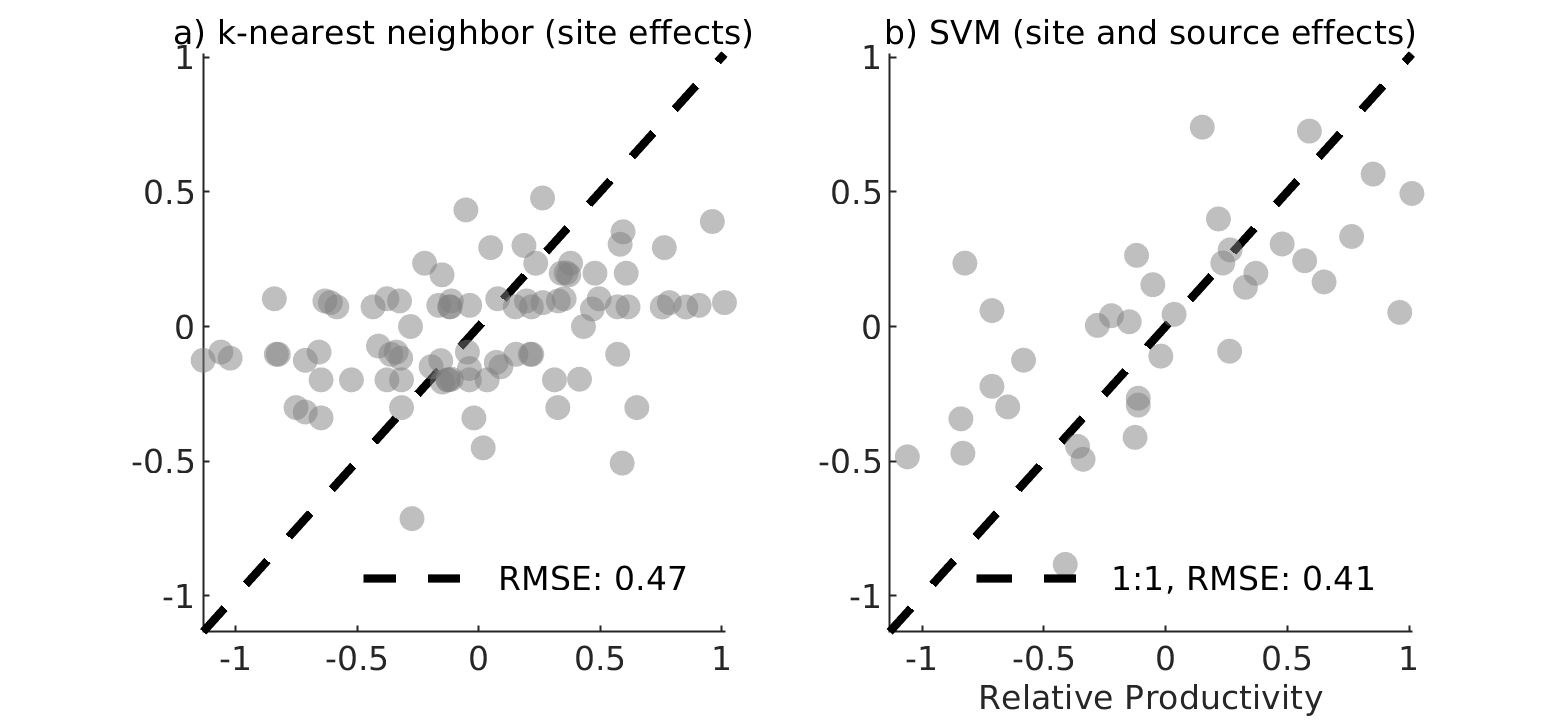 a) k-nearest neighbor (site effects)
1
0.5
0
-0.5
-1
-1 -0.5 0 0.5 1
RMSE: 0.47
b) SVM (site and source effects)
1
0.5
0
-0.5
-1
-1 -0.5 0 0.5 1
1:1, RMSE: 0.41
Relative Productivity